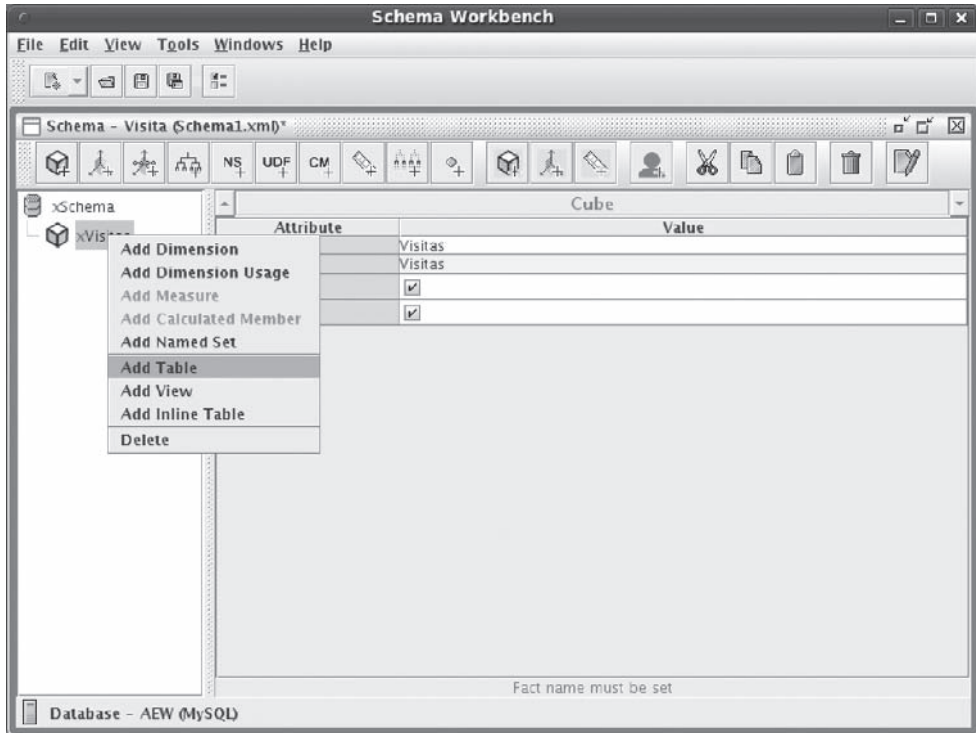 Schema Workbench
File Edit View Tools Windows Help
Schema - Visita (Schema1.xml)*
NS UDF CM
Schema
Cube
Attribute Value
Visitas
Visitas
Add Dimension
Add Dimension Usage
Add Measure
Add Calculated Member
Add Named Set
Add Table
Add View
Add Inline Table
Delete
Fact name must be set
Database - AEW (MySQL)